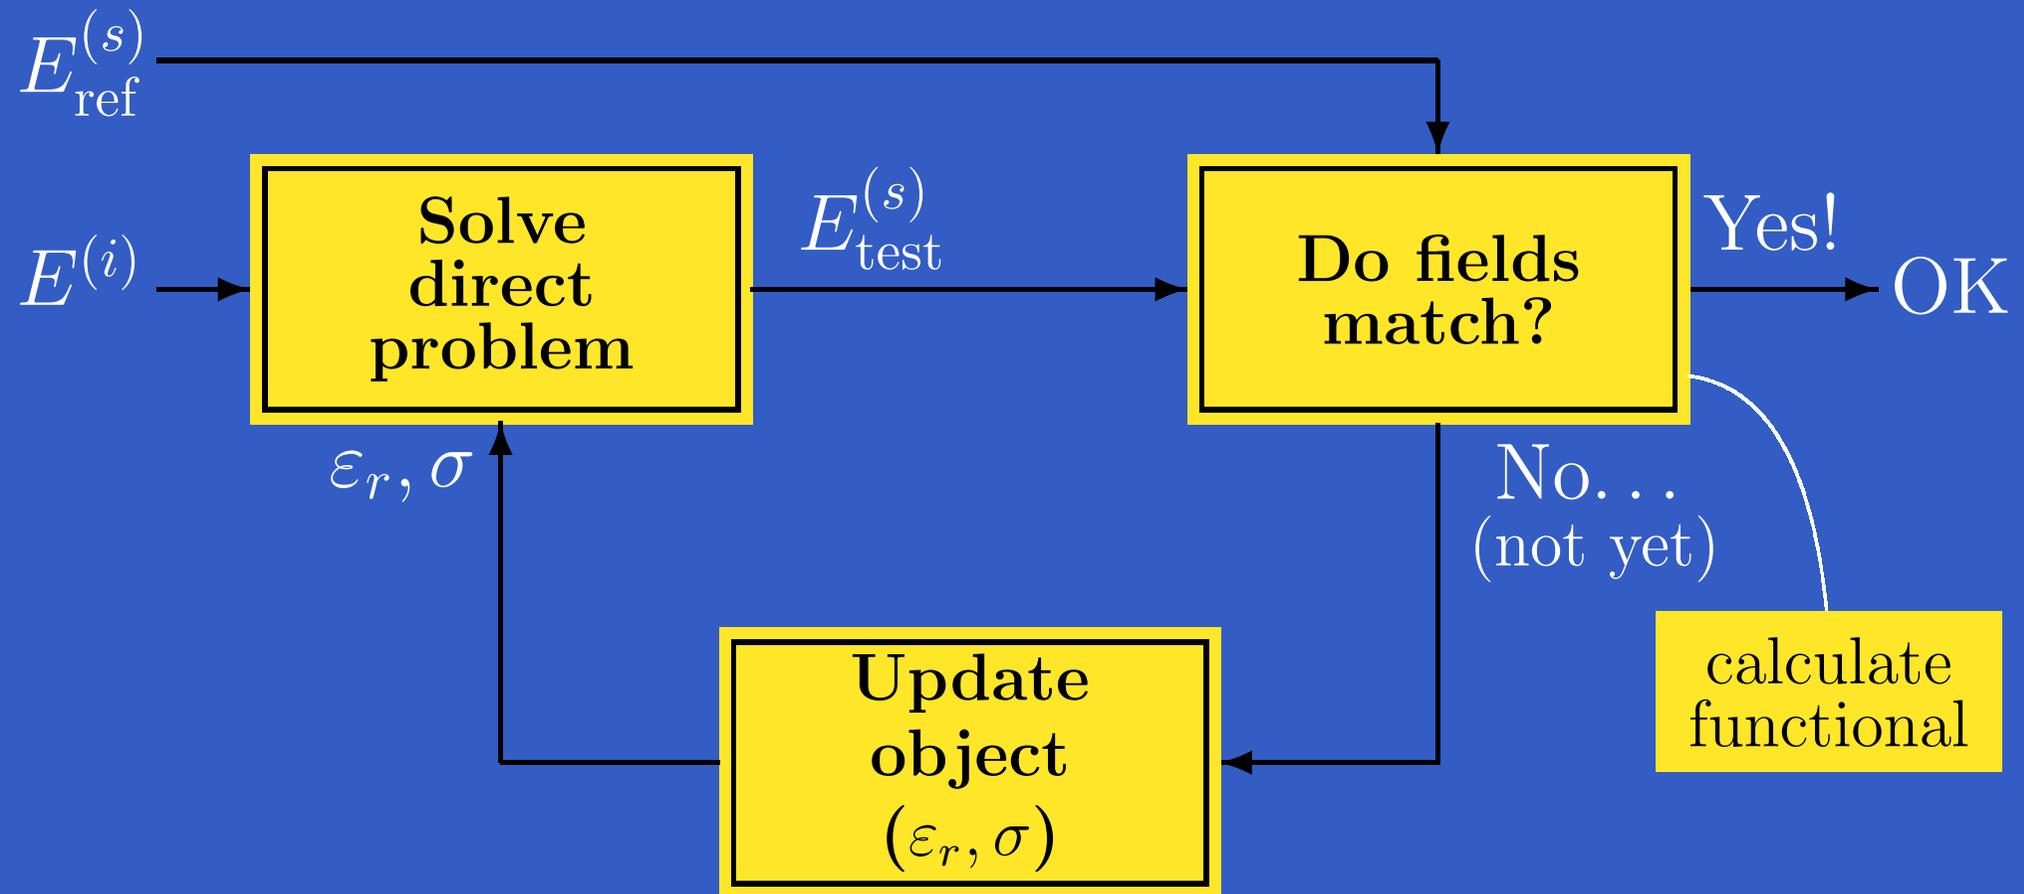 E_ref^(s)
E^(i)
Solve
direct
problem
E_test^(s)
Do fields
match?
Yes!
OK
ε_r, σ
No...
(not yet)
Update
object
(ε_r, σ)
calculate
functional